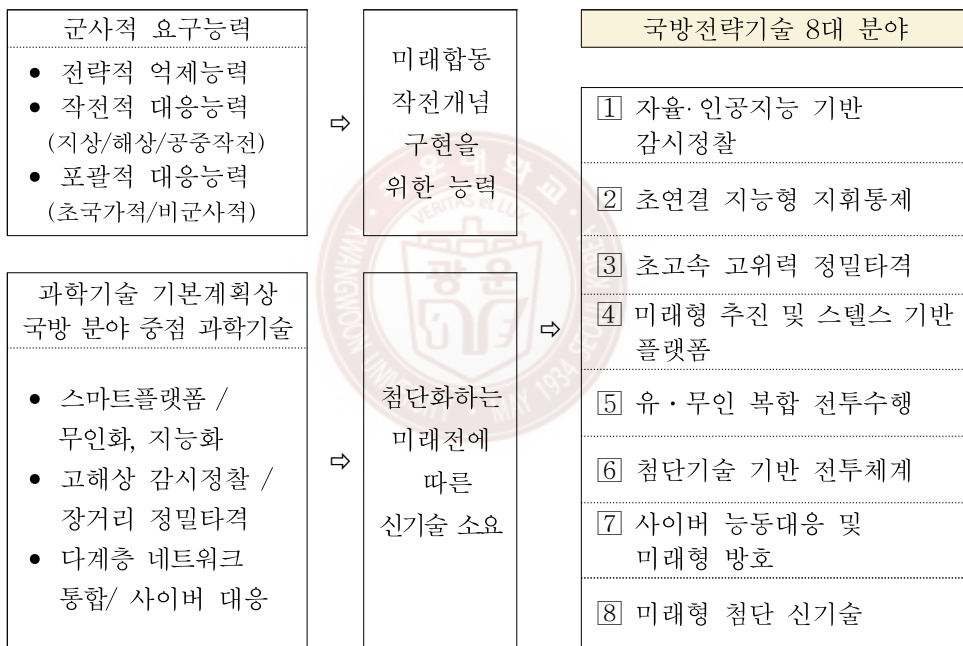 군사적 요구능력
• 전략적 억제능력
• 작전적 대응능력
(지상/해상/공중작전)
• 포괄적 대응능력
(초국가적/비군사적)
⇨
미래합동
작전개념
구현을
위한 능력
과학기술 기본계획상
국방 분야 중점 과학기술
• 스마트플랫폼 /
무인화, 지능화
• 고해상 감시정찰 /
장거리 정밀타격
• 다계층 네트워크
통합/ 사이버 대응
⇨
첨단화하는
미래전에
따른
신기술 소요
⇨
국방전략기술 8대 분야
1 자율·인공지능 기반
감시정찰
2 초연결 지능형 지휘통제
3 초고속 고위력 정밀타격
4 미래형 추진 및 스텔스 기반
플랫폼
5 유·무인 복합 전투수행
6 첨단기술 기반 전투체계
7 사이버 능동대응 및
미래형 방호
8 미래형 첨단 신기술
광운
VERITAS et LUX